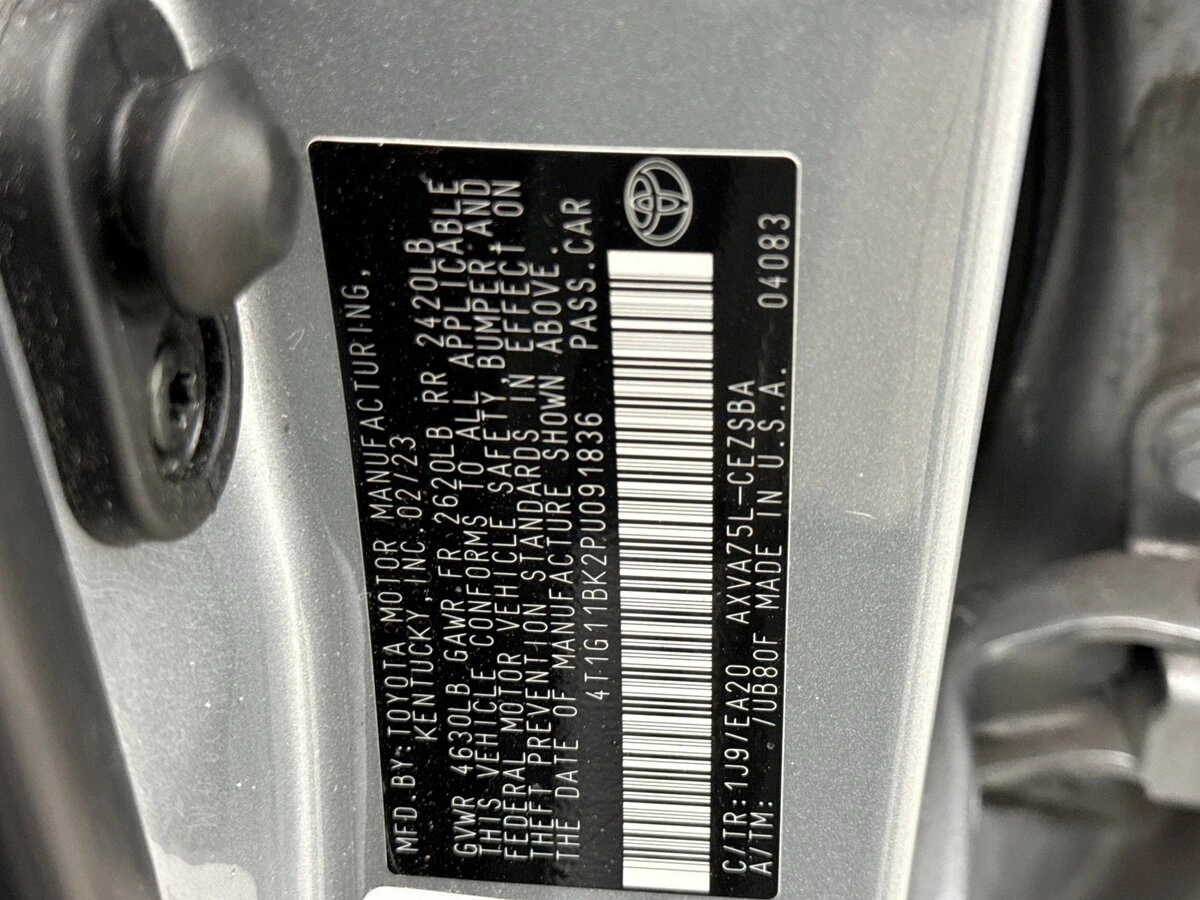 MFD.BY:TOYOTA MOTOR MANUFACTURING,
KENTUCKY,INC.02/23
GVWR 4630LB GAWR FR 2620LB RR 2420LB
THIS VEHICLE CONFORMS TO ALL APPLICABLE
FEDERAL MOTOR VEHICLE SAFETY, BUMPER, AND
THEFT PREVENTION STANDARDS IN EFFECT ON
THE DATE OF MANUFACTURE SHOWN ABOVE.
4T1G11BK2PU091836 PASS.CAR
C/TR:1J9/EA20 AXVA75L-CEZSBA
A/TM: /UB80F MADE IN U.S.A. 04083